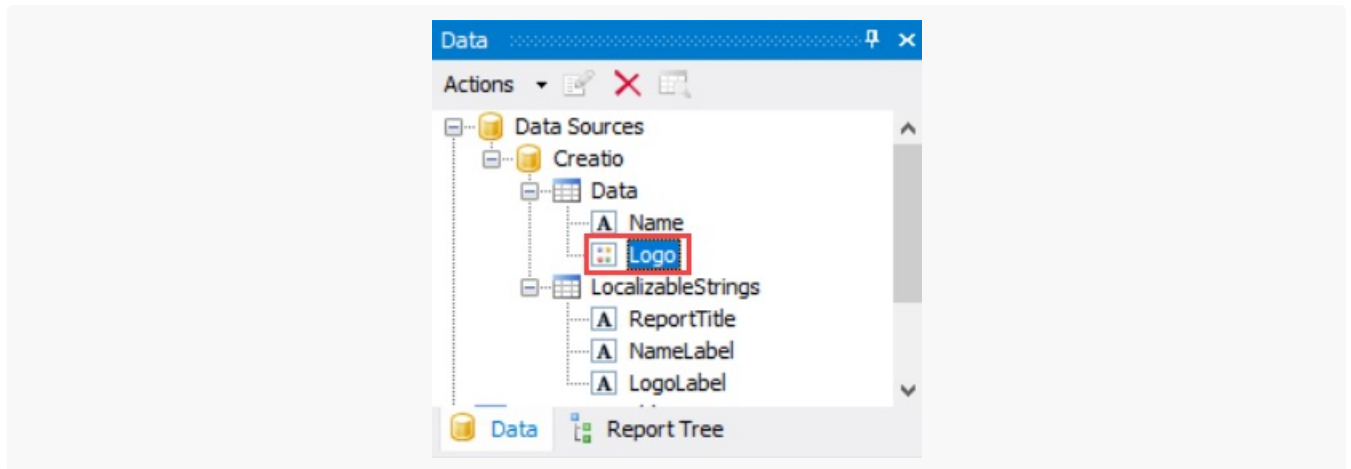 Data
Actions
Data Sources
Creatio
Data
A Name
Logo
LocalizableStrings
A ReportTitle
A NameLabel
A LogoLabel
Data Report Tree